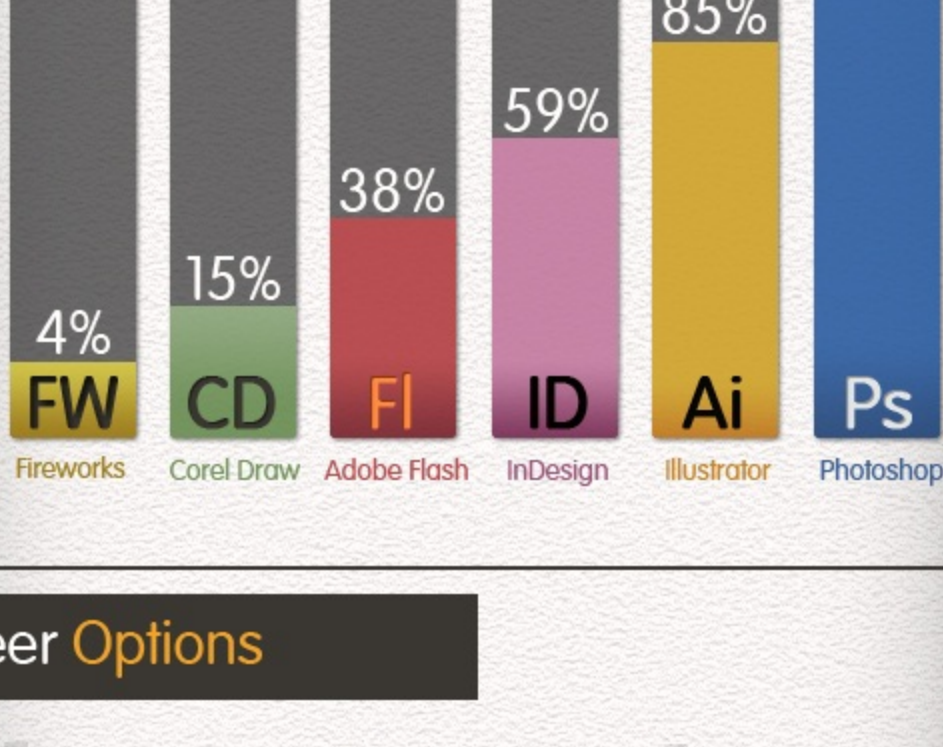 85%
59%
38%
15%
4%
FW CD Fl ID Ai Ps
Fireworks Corel Draw Adobe Flash InDesign Illustrator Photoshop
Options